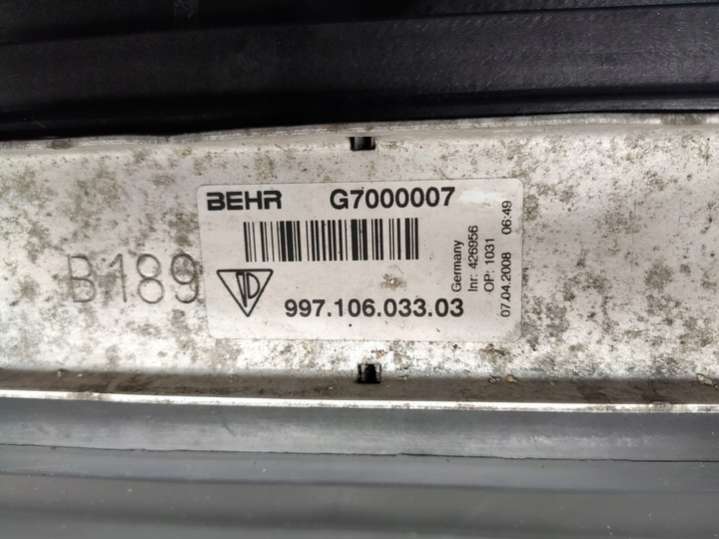 BEHR G7000007
B189
997.106.033.03
Germany
Inr: 426956
OP: 1031
07.04.2008 06:49